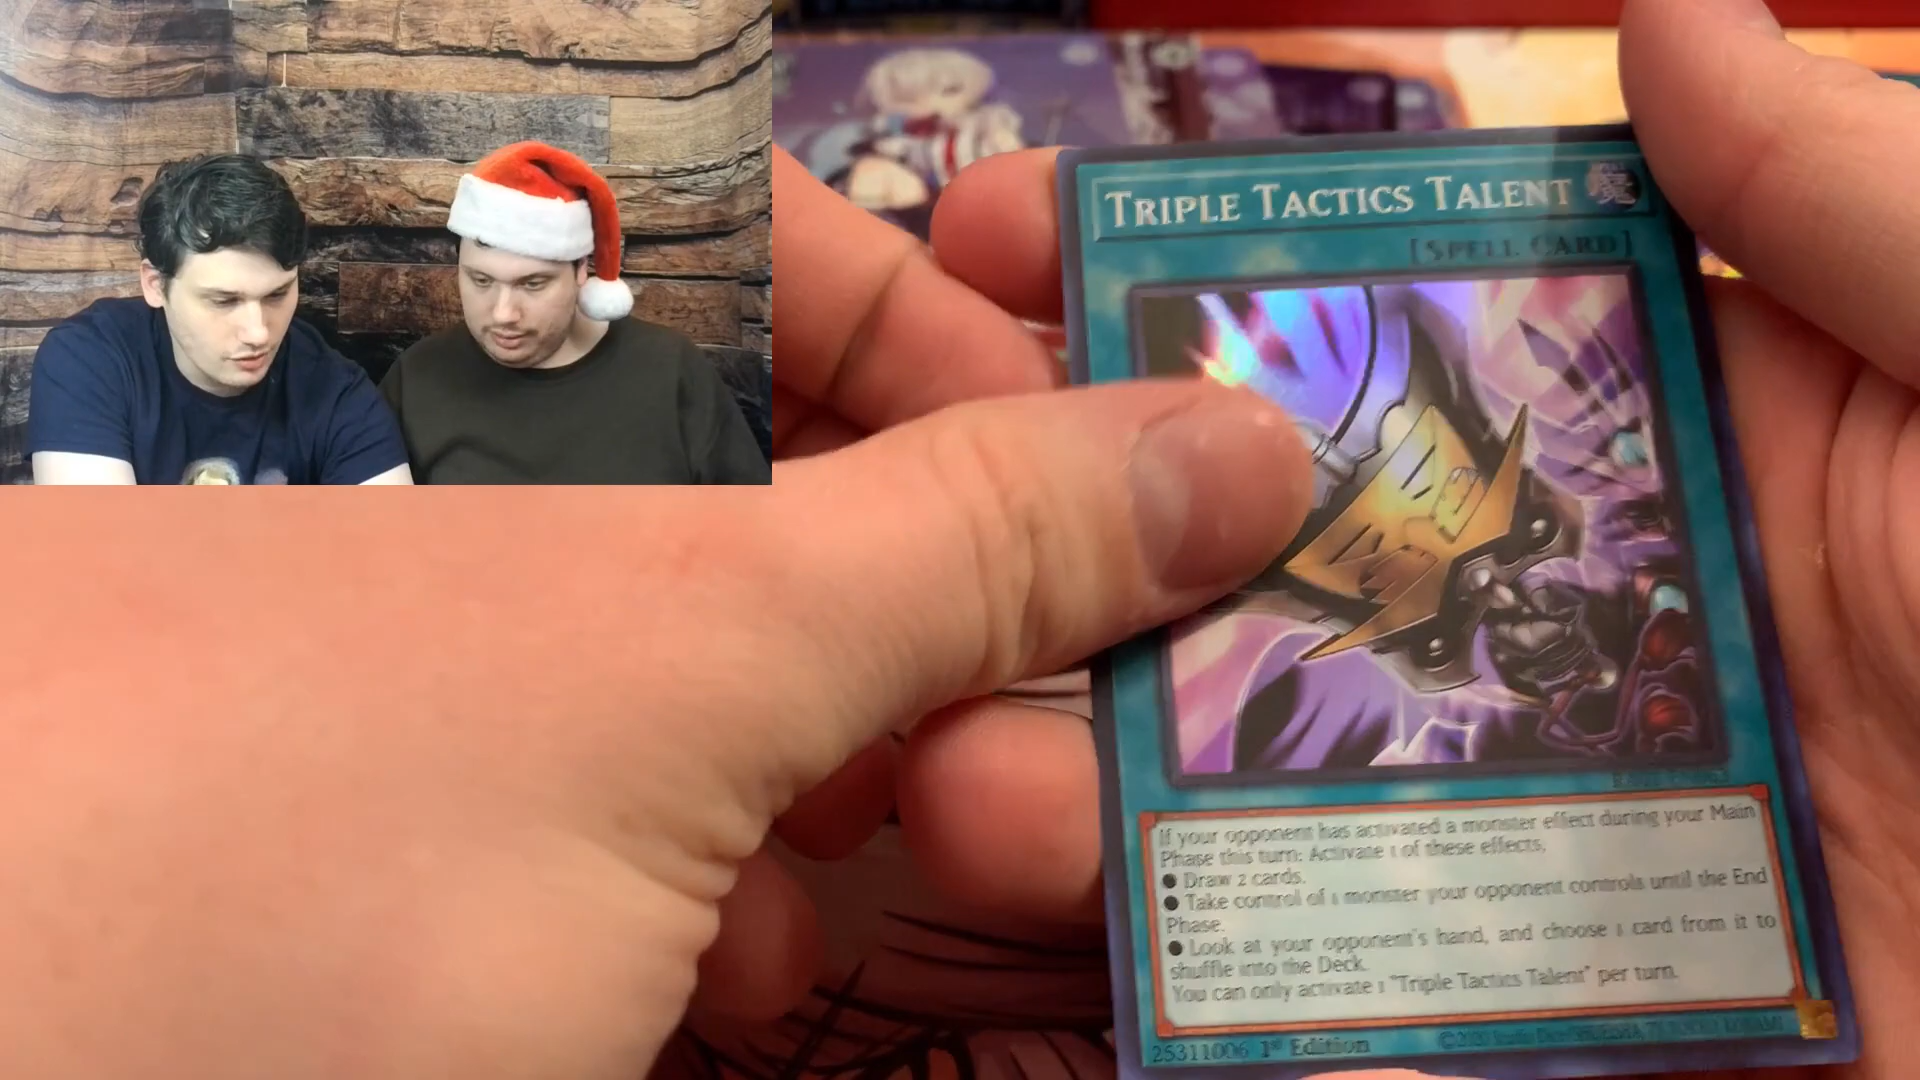 TRIPLE TACTICS TALENT
[SPELL CARD]
If your opponent has activated a monster effect during your Main
Phase this turn: Activate 1 of these effects;
● Draw 2 cards.
● Take control of 1 monster your opponent controls until the End
Phase.
● Look at your opponent's hand, and choose 1 card from it to
shuffle into the Deck.
You can only activate 1 "Triple Tactics Talent" per turn.
25311006 1st Edition